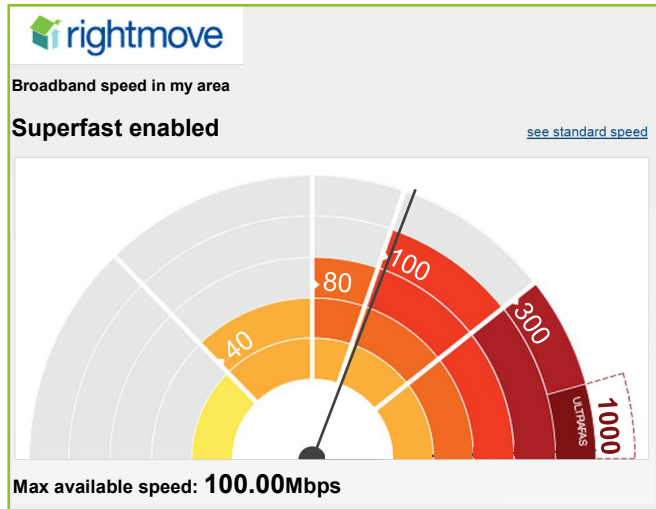 rightmove
Broadband speed in my area
Superfast enabled
see standard speed
40
80
100
300
1000
ULTRAFAS
Max available speed: 100.00Mbps